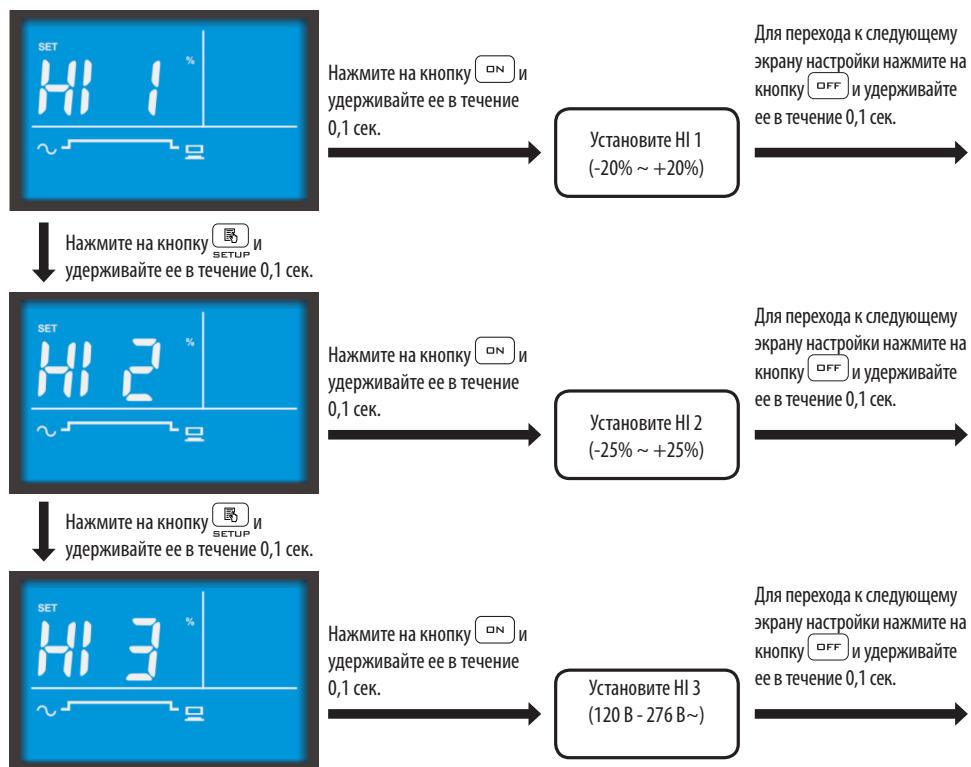 SET
HI 1 %
Нажмите на кнопку ON и
удерживайте ее в течение
0,1 сек.
Установите HI 1
(-20% ~ +20%)
Для перехода к следующему
экрану настройки нажмите на
кнопку OFF и удерживайте
ее в течение 0,1 сек.
Нажмите на кнопку SETUP и
удерживайте ее в течение 0,1 сек.
SET
HI 2 %
Нажмите на кнопку ON и
удерживайте ее в течение
0,1 сек.
Установите HI 2
(-25% ~ +25%)
Для перехода к следующему
экрану настройки нажмите на
кнопку OFF и удерживайте
ее в течение 0,1 сек.
Нажмите на кнопку SETUP и
удерживайте ее в течение 0,1 сек.
SET
HI 3 %
Нажмите на кнопку ON и
удерживайте ее в течение
0,1 сек.
Установите HI 3
(120 В - 276 В~)
Для перехода к следующему
экрану настройки нажмите на
кнопку OFF и удерживайте
ее в течение 0,1 сек.